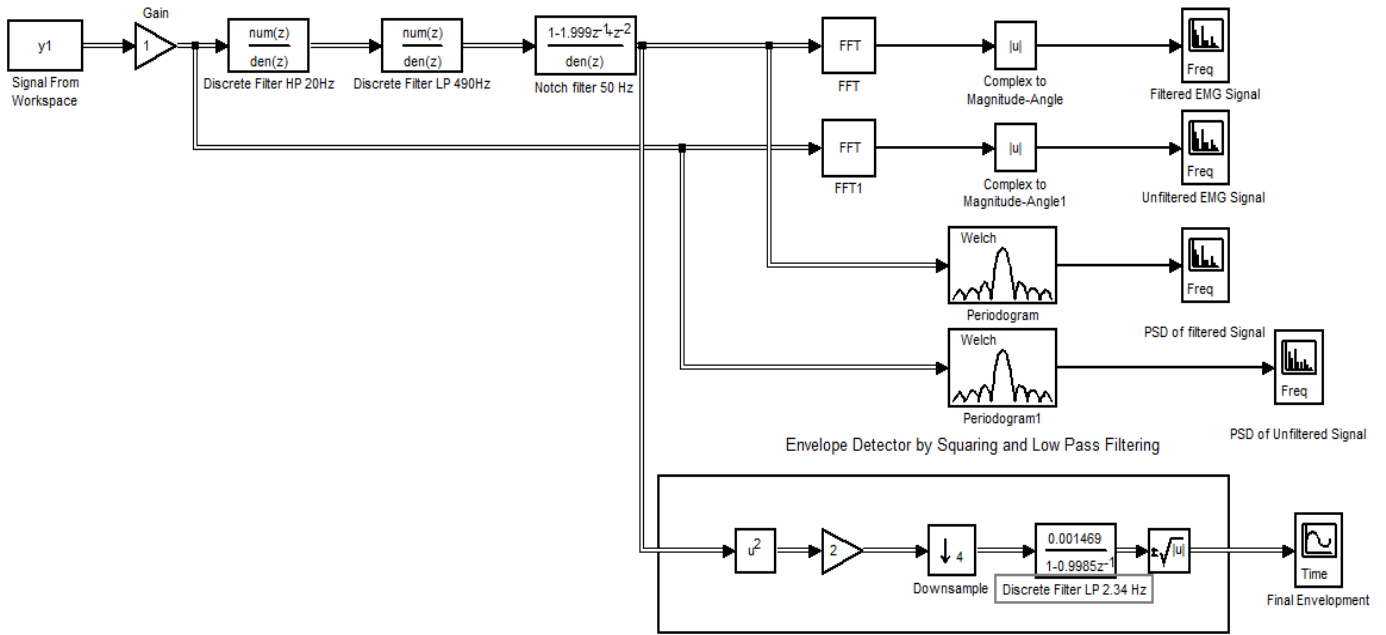 Gain
y1
1
num(z)
den(z)
num(z)
den(z)
1-1.999z-1+z-2
den(z)
FFT
|u|
Freq
Signal From
Workspace
Discrete Filter HP 20Hz
Discrete Filter LP 490Hz
Notch filter 50 Hz
FFT
Complex to
Magnitude-Angle
Filtered EMG Signal
FFT
|u|
Freq
FFT1
Complex to
Magnitude-Angle1
Unfiltered EMG Signal
Welch
Freq
Periodogram
PSD of filtered Signal
Welch
Freq
Periodogram1
PSD of Unfiltered Signal
Envelope Detector by Squaring and Low Pass Filtering
u2
2
4
0.001469
1-0.9985z-1
±√|u|
Time
Downsample
Discrete Filter LP 2.34 Hz
Final Envelopment